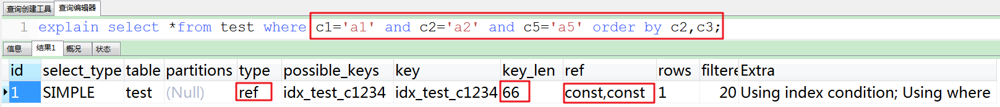 查询创建工具 查询编辑器
1 explain select *from test where c1='a1' and c2='a2' and c5='a5' order by c2,c3;
信息 结果1 概况 状态
id select_type table partitions type possible_keys key key_len ref rows filtere Extra
1 SIMPLE test (Null) ref idx_test_c1234 idx_test_c1234 66 const,const 1 20 Using index condition; Using where